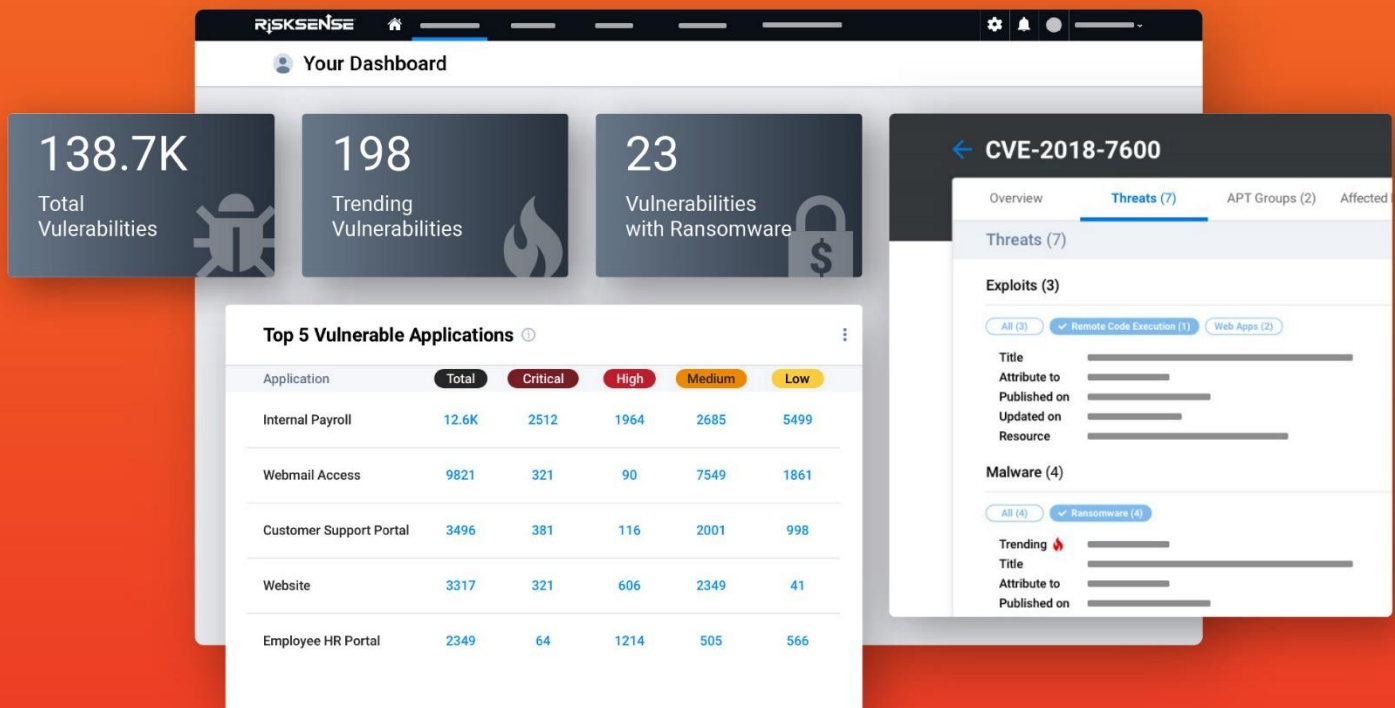 RiSKSENSE
Your Dashboard
138.7K
Total
Vulerabilities
198
Trending
Vulnerabilities
23
Vulnerabilities
with Ransomware
$
Top 5 Vulnerable Applications
Application Total Critical High Medium Low
Internal Payroll 12.6K 2512 1964 2685 5499
Webmail Access 9821 321 90 7549 1861
Customer Support Portal 3496 381 116 2001 998
Website 3317 321 606 2349 41
Employee HR Portal 2349 64 1214 505 566
CVE-2018-7600
Overview Threats (7) APT Groups (2) Affected
Threats (7)
Exploits (3)
All (3) Remote Code Execution (1) Web Apps (2)
Title
Attribute to
Published on
Updated on
Resource
Malware (4)
All (4) Ransomware (4)
Trending
Title
Attribute to
Published on